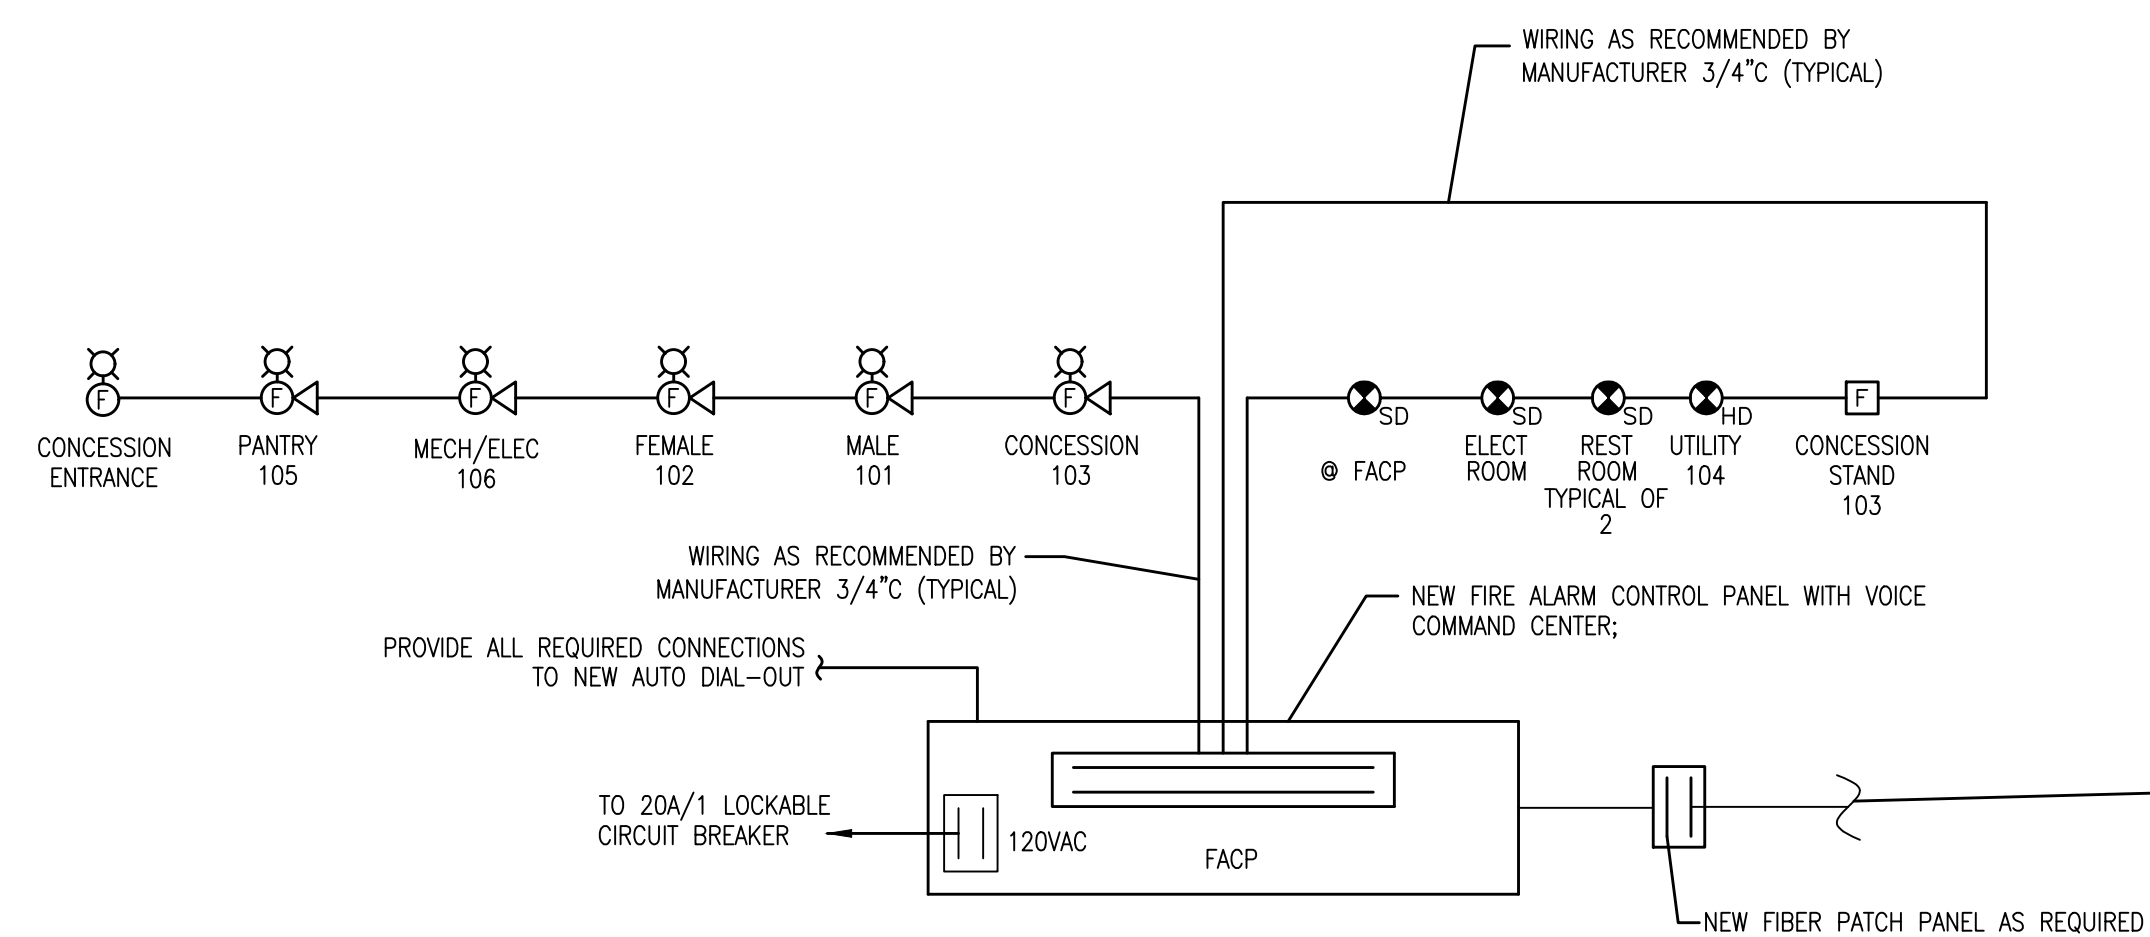 WIRING AS RECOMMENDED BY
MANUFACTURER 3/4"C (TYPICAL)
F
F
F
F
F
F
SD
SD
SD
HD
F
CONCESSION
ENTRANCE
PANTRY
105
MECH/ELEC
106
FEMALE
102
MALE
101
CONCESSION
103
@ FACP
ELECT
ROOM
REST
ROOM
TYPICAL OF
2
UTILITY
104
CONCESSION
STAND
103
WIRING AS RECOMMENDED BY
MANUFACTURER 3/4"C (TYPICAL)
NEW FIRE ALARM CONTROL PANEL WITH VOICE
COMMAND CENTER;
PROVIDE ALL REQUIRED CONNECTIONS
TO NEW AUTO DIAL-OUT
TO 20A/1 LOCKABLE
CIRCUIT BREAKER
120VAC
FACP
NEW FIBER PATCH PANEL AS REQUIRED